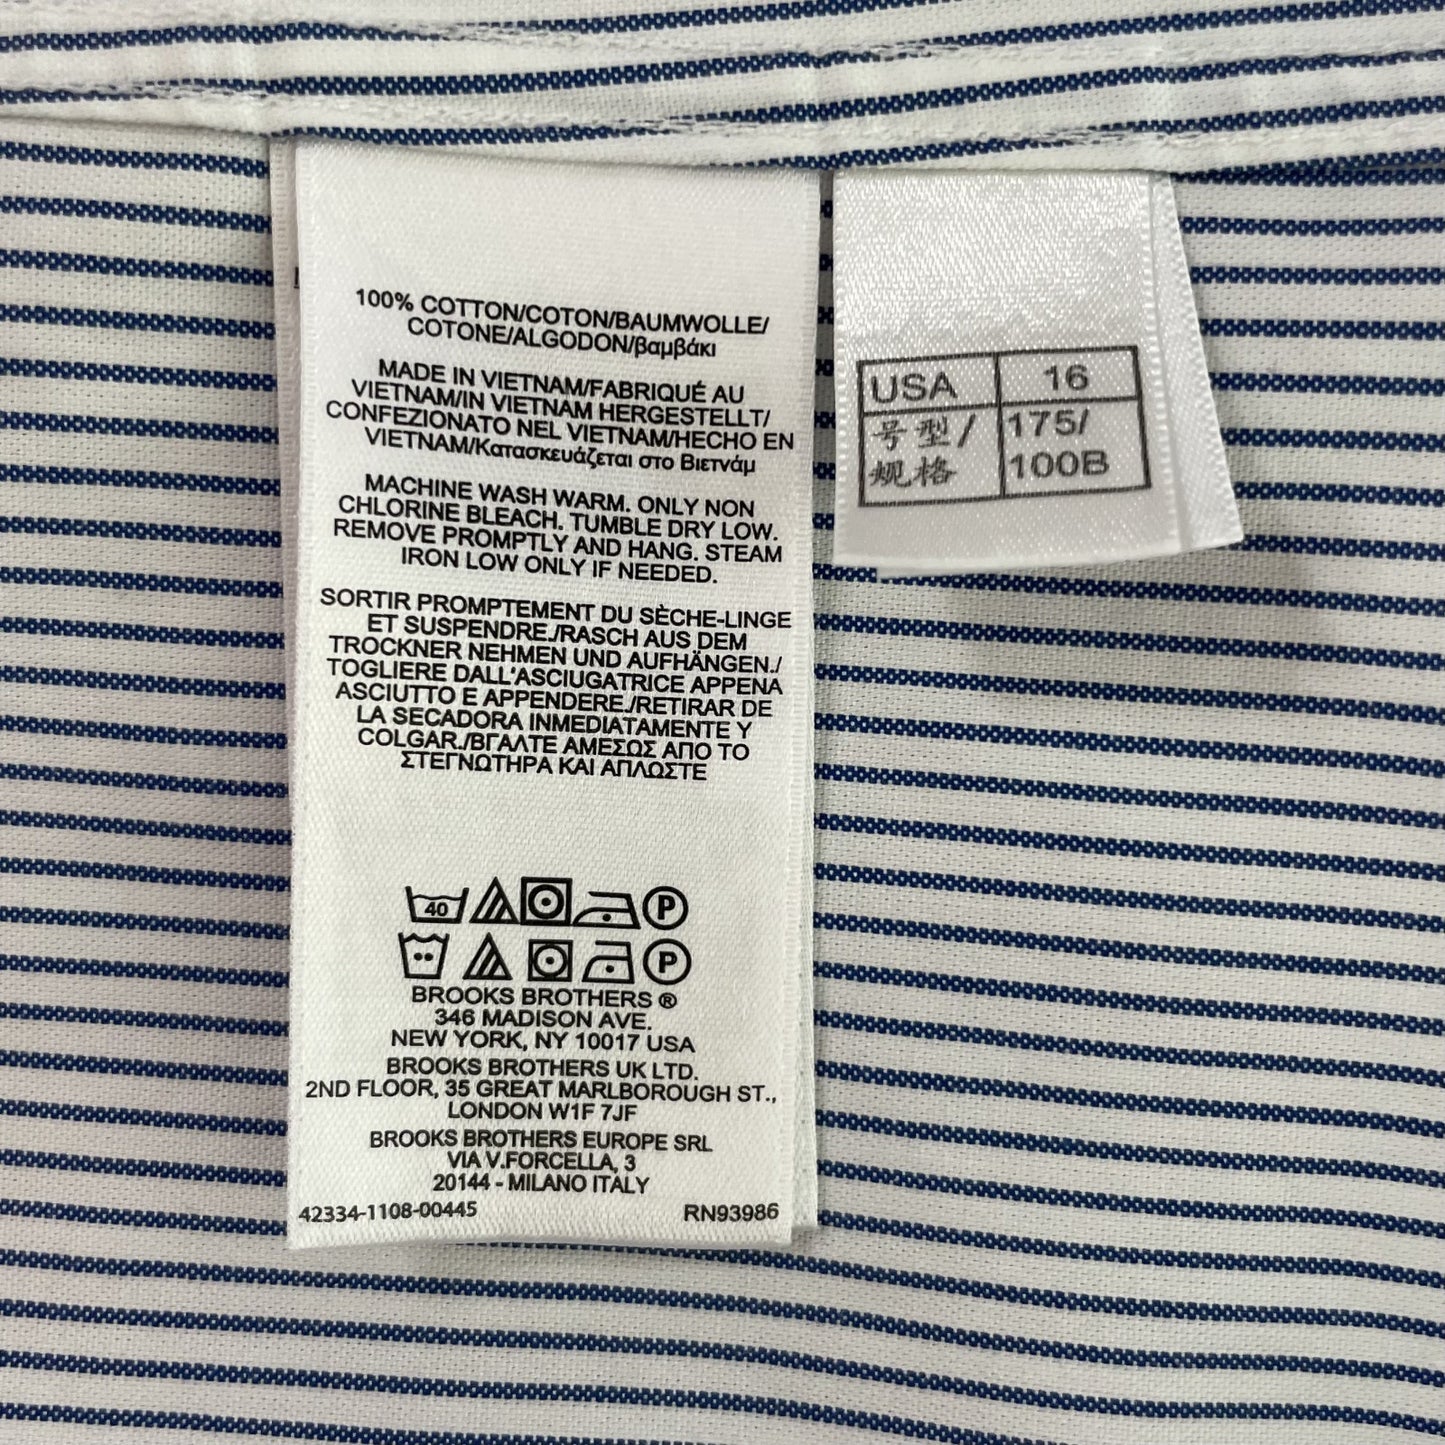 100% COTTON/COTON/BAUMWOLLE/
COTONE/ALGODON/βαμβάκι
MADE IN VIETNAM/FABRIQUÉ AU
VIETNAM/IN VIETNAM HERGESTELLT/
CONFEZIONATO NEL VIETNAM/HECHO EN
VIETNAM/Κατασκευάζεται στο Βιετνάμ
MACHINE WASH WARM. ONLY NON
CHLORINE BLEACH. TUMBLE DRY LOW.
REMOVE PROMPTLY AND HANG. STEAM
IRON LOW ONLY IF NEEDED.
SORTIR PROMPTEMENT DU SÈCHE-LINGE
ET SUSPENDRE./RASCH AUS DEM
TROCKNER NEHMEN UND AUFHÄNGEN./
TOGLIERE DALL'ASCIUGATRICE APPENA
ASCIUTTO E APPENDERE./RETIRAR DE
LA SECADORA INMEDIATAMENTE Y
COLGAR./ΒΓΑΛΤΕ ΑΜΕΣΩΣ ΑΠΟ ΤΟ
ΣΤΕΓΝΩΤΗΡΑ ΚΑΙ ΑΠΛΩΣΤΕ
40 P
P
BROOKS BROTHERS ®
346 MADISON AVE.
NEW YORK, NY 10017 USA
BROOKS BROTHERS UK LTD.
2ND FLOOR, 35 GREAT MARLBOROUGH ST.,
LONDON W1F 7JF
BROOKS BROTHERS EUROPE SRL
VIA V.FORCELLA, 3
20144 - MILANO ITALY
42334-1108-00445 RN93986
USA 16
号型/ 175/
规格 100B